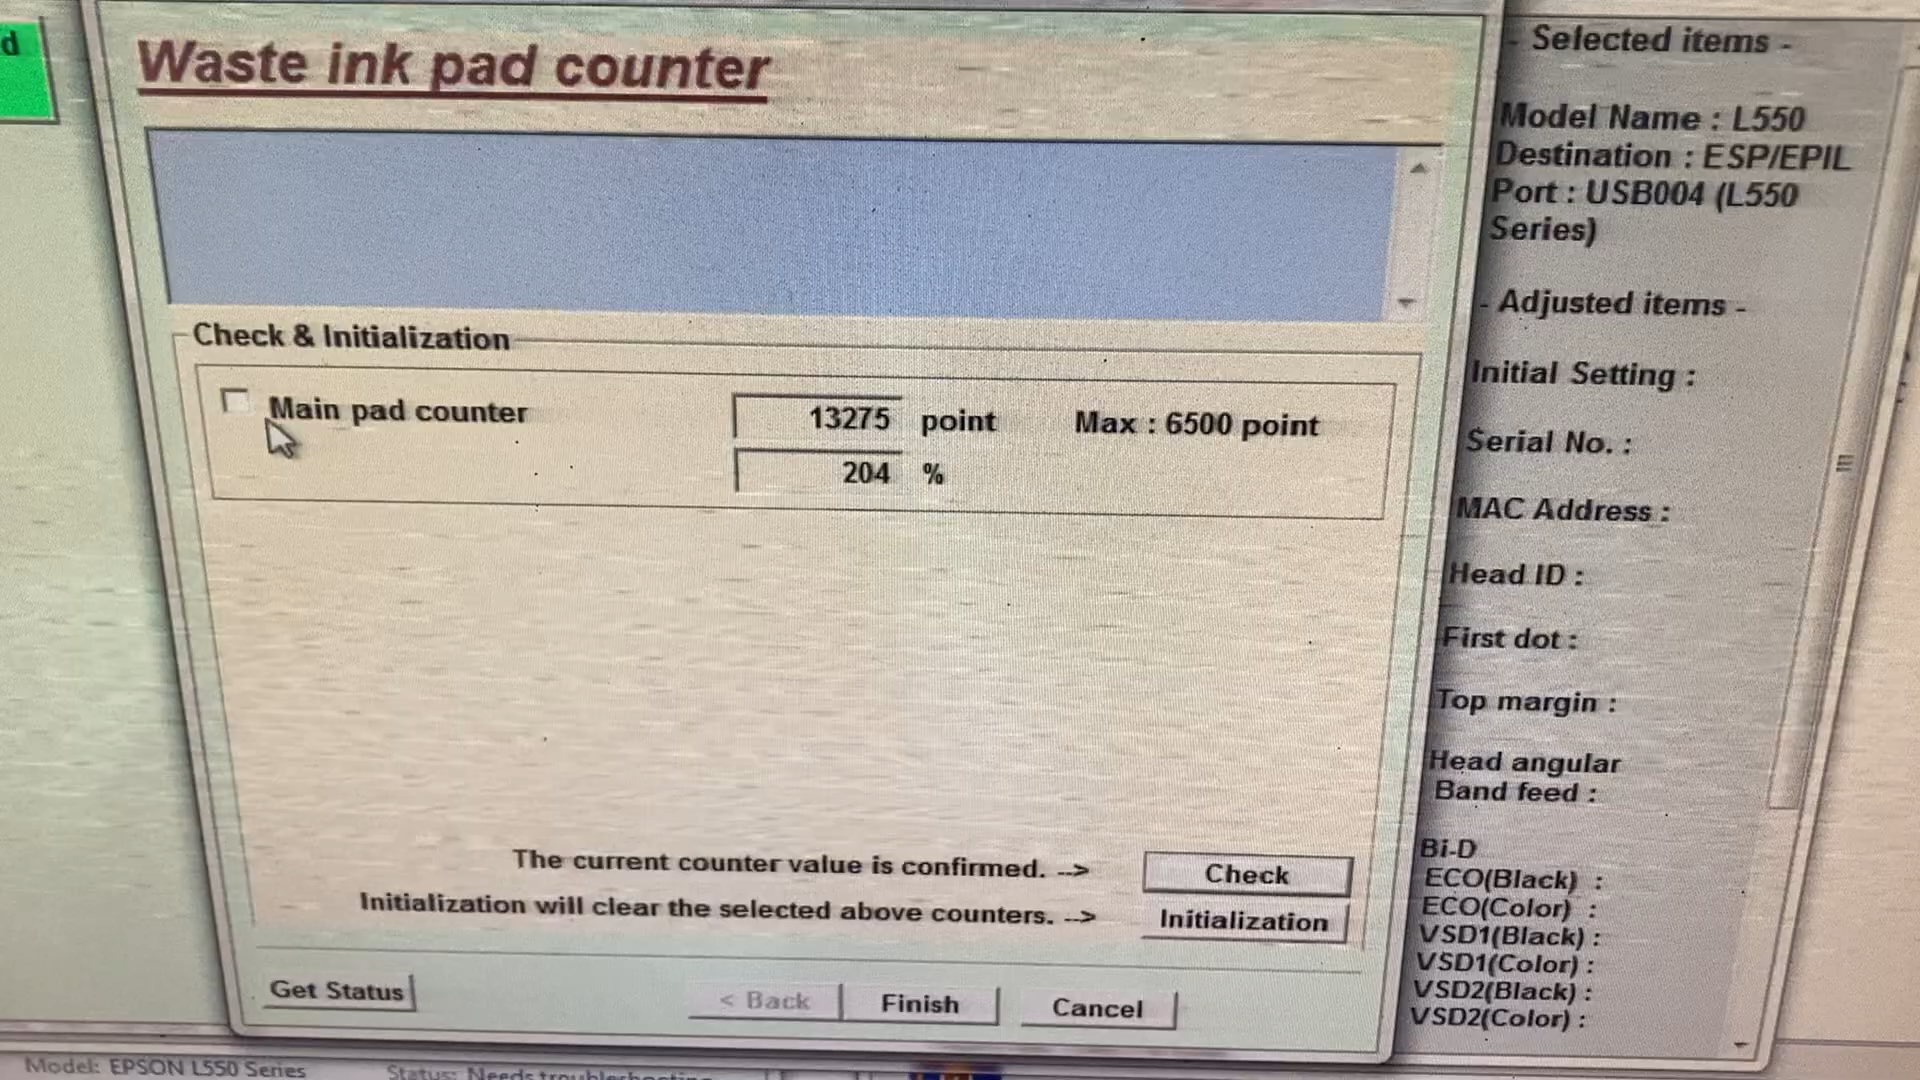 d
Waste ink pad counter
Check & Initialization
Main pad counter
13275 point
Max : 6500 point
204 %
The current counter value is confirmed. -->
Check
Initialization will clear the selected above counters. -->
Initialization
Get Status
< Back
Finish
Cancel
- Selected items -
Model Name : L550
Destination : ESP/EPIL
Port : USB004 (L550
Series)
- Adjusted items -
Initial Setting :
Serial No. :
MAC Address :
Head ID :
First dot :
Top margin :
Head angular
Band feed :
Bi-D
ECO(Black) :
ECO(Color) :
VSD1(Black) :
VSD1(Color) :
VSD2(Black) :
VSD2(Color) :
Model: EPSON L550 Series
Status: Needs troubleshooting